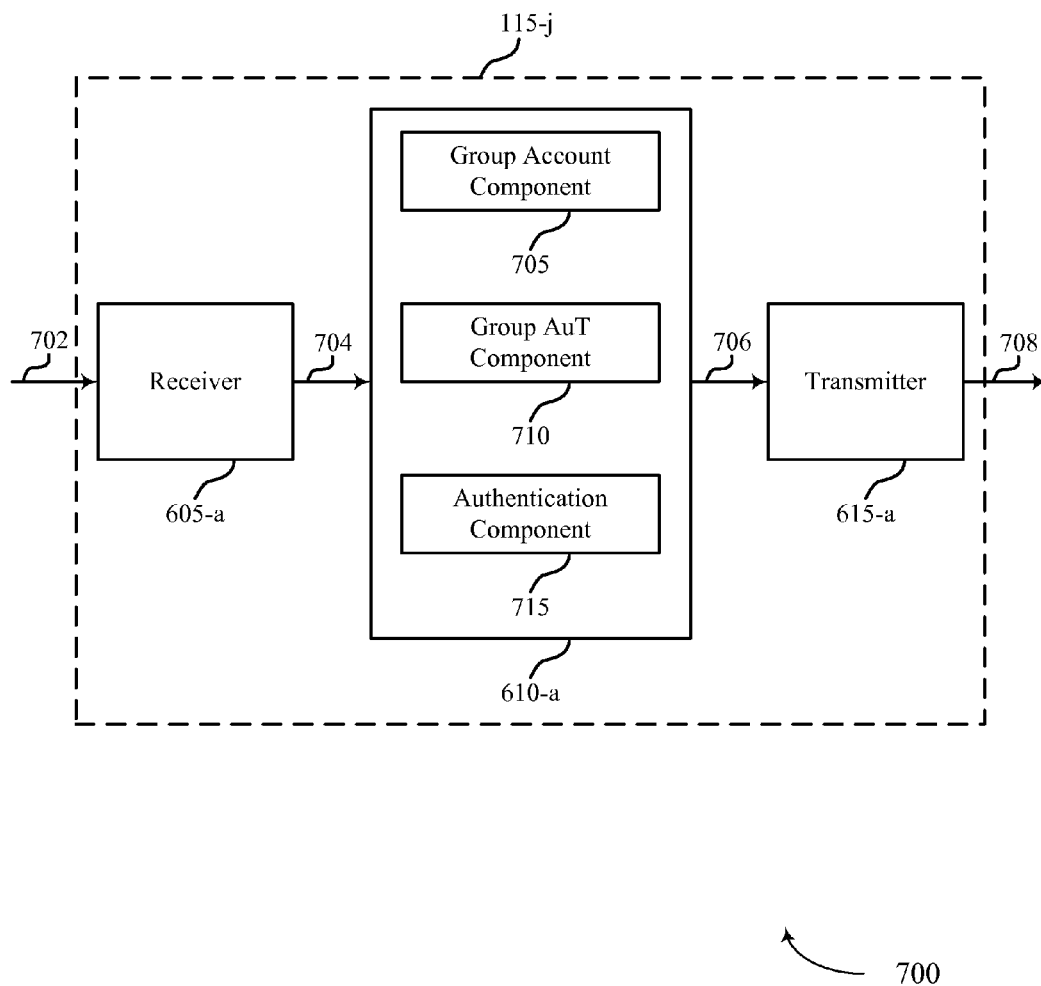 115-j
Group Account
Component
705
702
Receiver
605-a
704
Group AuT
Component
710
706
Transmitter
615-a
708
Authentication
Component
715
610-a
700